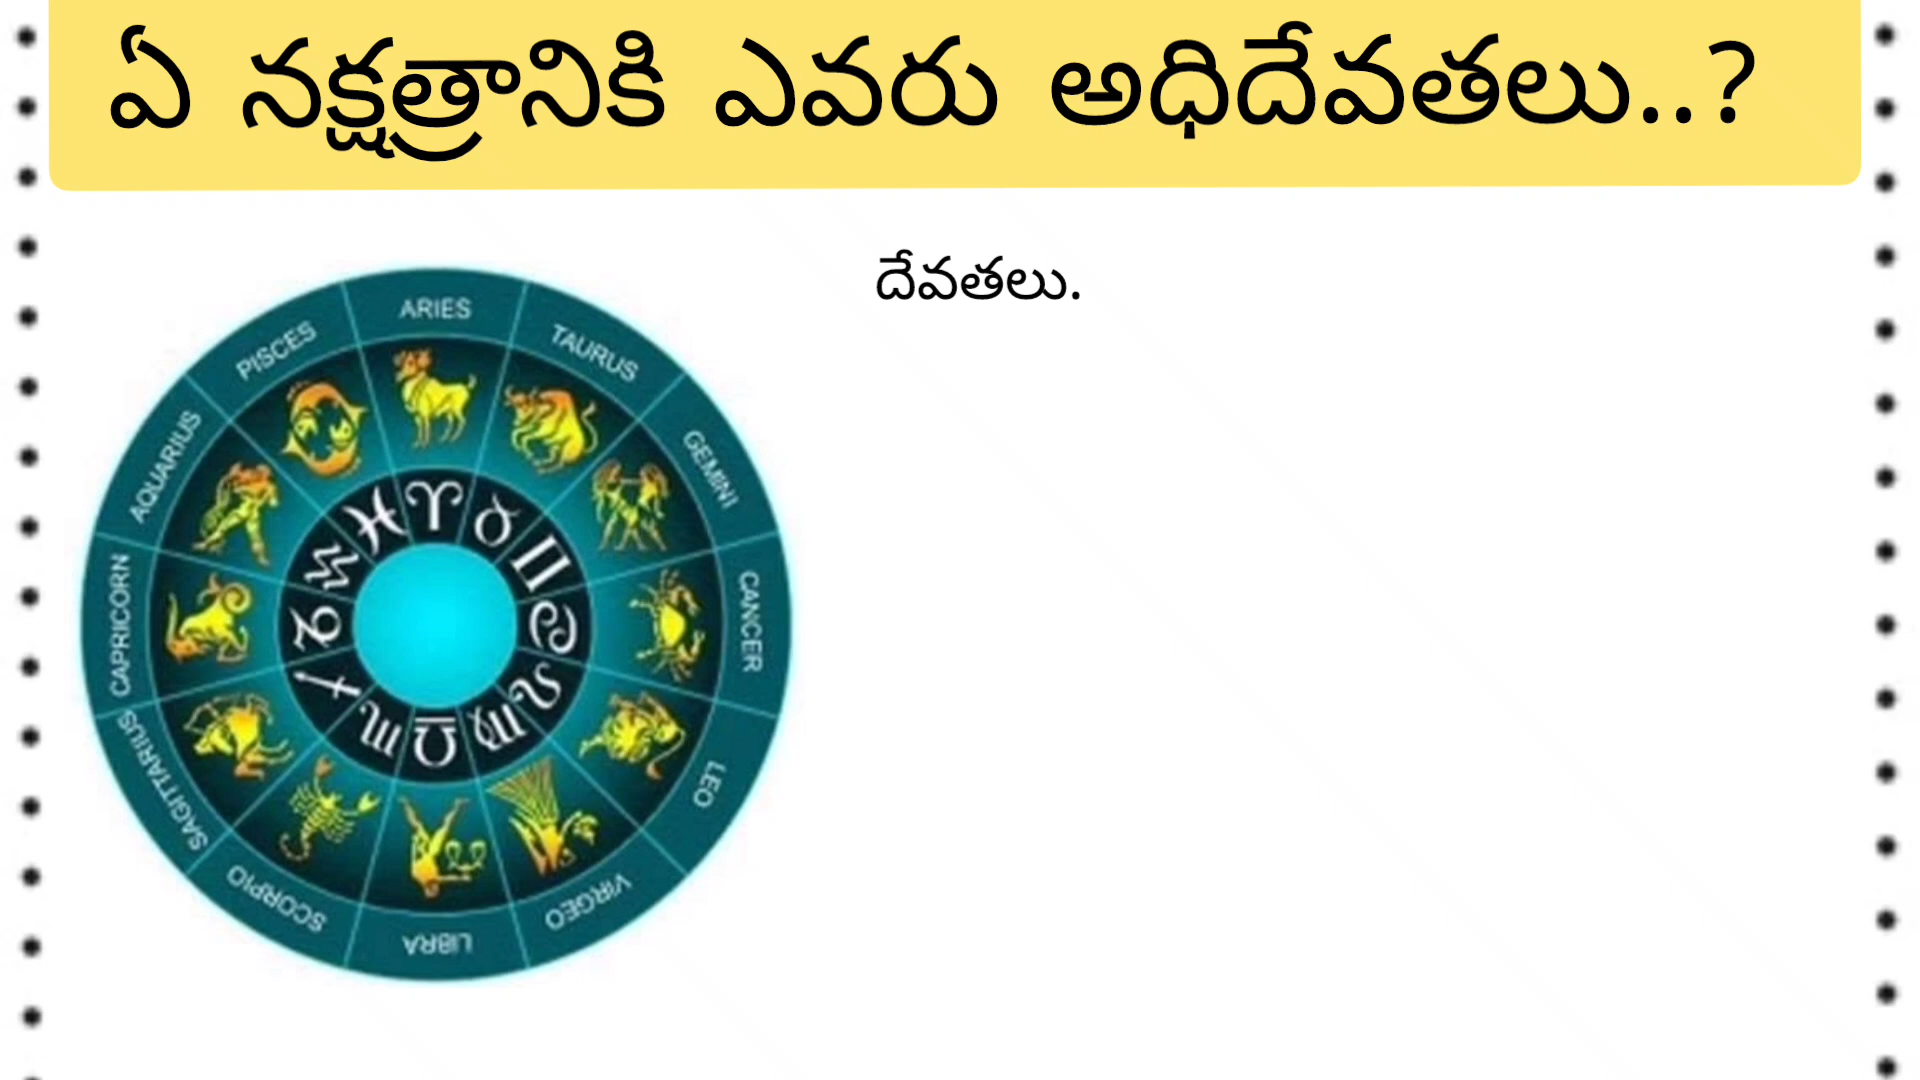 ఏ నక్షత్రానికి ఎవరు అధిదేవతలు..?
దేవతలు.
ARIES
TAURUS
GEMINI
CANCER
LEO
VIRGEO
LIBRA
SCORPIO
SAGITTARIUS
CAPRICORN
AQUARIUS
PISCES